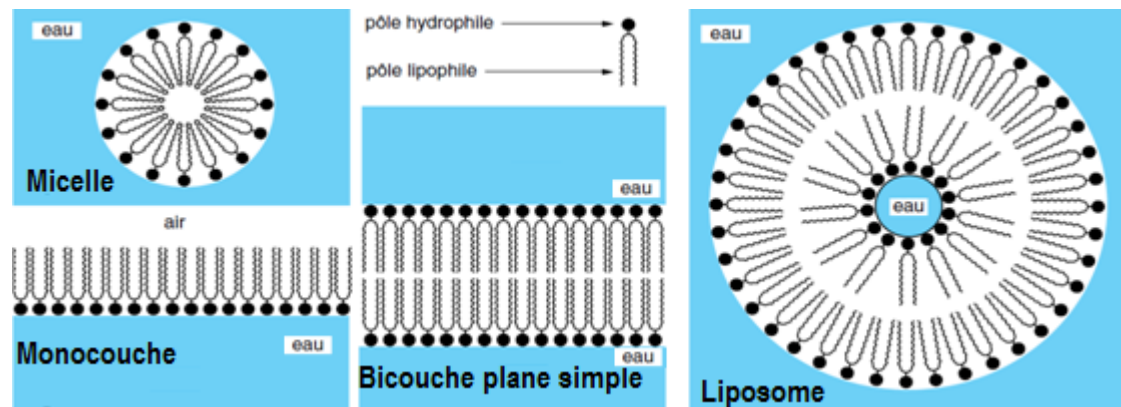 eau
Micelle
air
eau
Monocouche
pôle hydrophile
pôle lipophile
eau
eau
Bicouche plane simple
eau
eau
Liposome